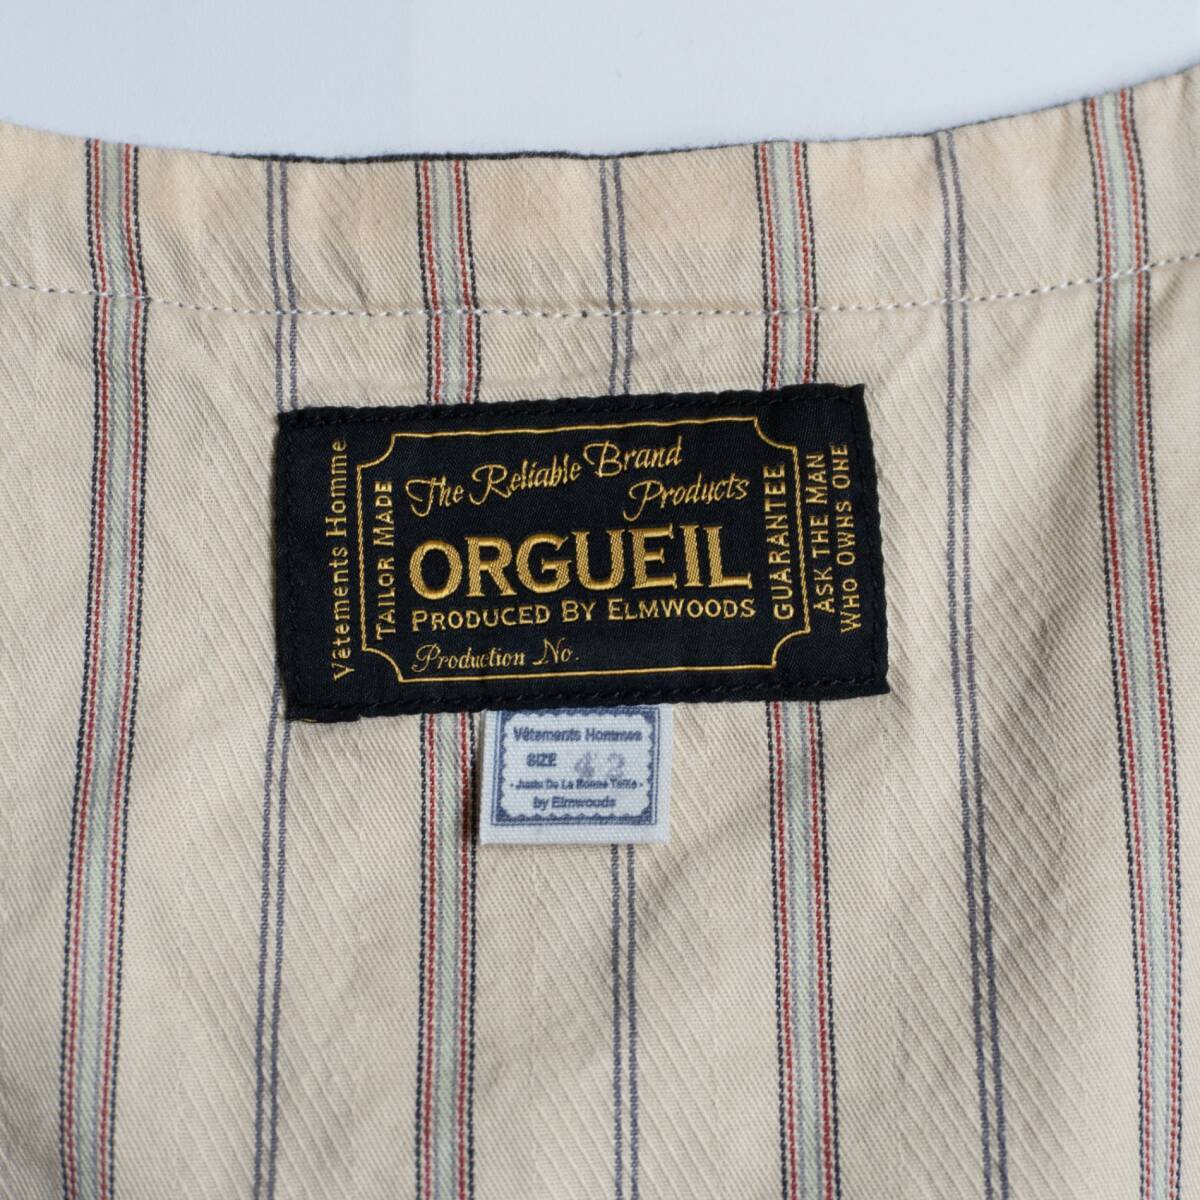 Vêtements Homme
TAILOR MADE
The Reliable Brand
Products
ORGUEIL
PRODUCED BY ELMWOODS
Production No.
GUARANTEE
ASK THE MAN
WHO OWNS ONE
Vêtements Hommes
SIZE 42
by Elmwouds